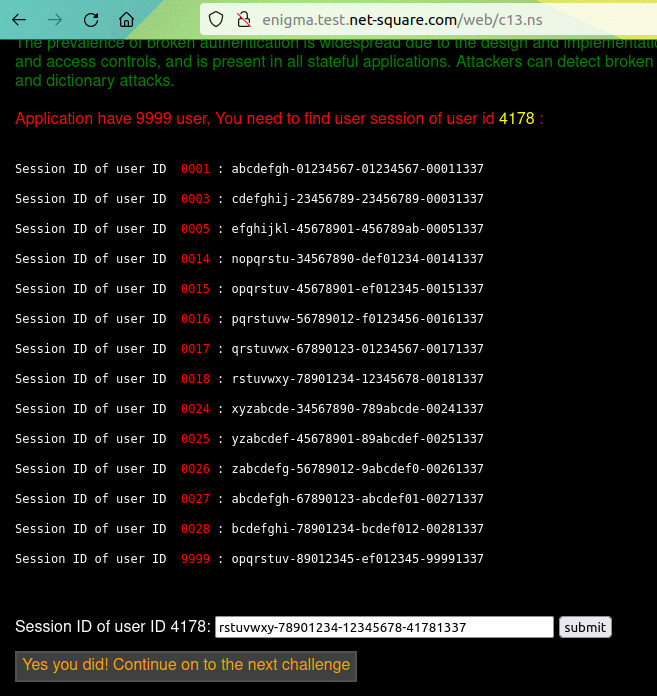 enigma.test.net-square.com/web/c13.ns
The prevalence of broken authentication is widespread due to the design and
and access controls, and is present in all stateful applications. Attackers can detect broken
and dictionary attacks.
Application have 9999 user, You need to find user session of user id 4178 :
Session ID of user ID 0001 : abcdefgh-01234567-01234567-00011337
Session ID of user ID 0003 : cdefghij-23456789-23456789-00031337
Session ID of user ID 0005 : efghijkl-45678901-456789ab-00051337
Session ID of user ID 0014 : nopqrstu-34567890-def01234-00141337
Session ID of user ID 0015 : opqrstuv-45678901-ef012345-00151337
Session ID of user ID 0016 : pqrstuvw-56789012-f0123456-00161337
Session ID of user ID 0017 : qrstuvwx-67890123-01234567-00171337
Session ID of user ID 0018 : rstuvwxy-78901234-12345678-00181337
Session ID of user ID 0024 : xyzabcde-34567890-789abcde-00241337
Session ID of user ID 0025 : yzabcdef-45678901-89abcdef-00251337
Session ID of user ID 0026 : zabcdefg-56789012-9abcdef0-00261337
Session ID of user ID 0027 : abcdefgh-67890123-abcdef01-00271337
Session ID of user ID 0028 : bcdefghi-78901234-bcdef012-00281337
Session ID of user ID 9999 : opqrstuv-89012345-ef012345-99991337
Session ID of user ID 4178: rstuvwxy-78901234-12345678-41781337 submit
Yes you did! Continue on to the next challenge